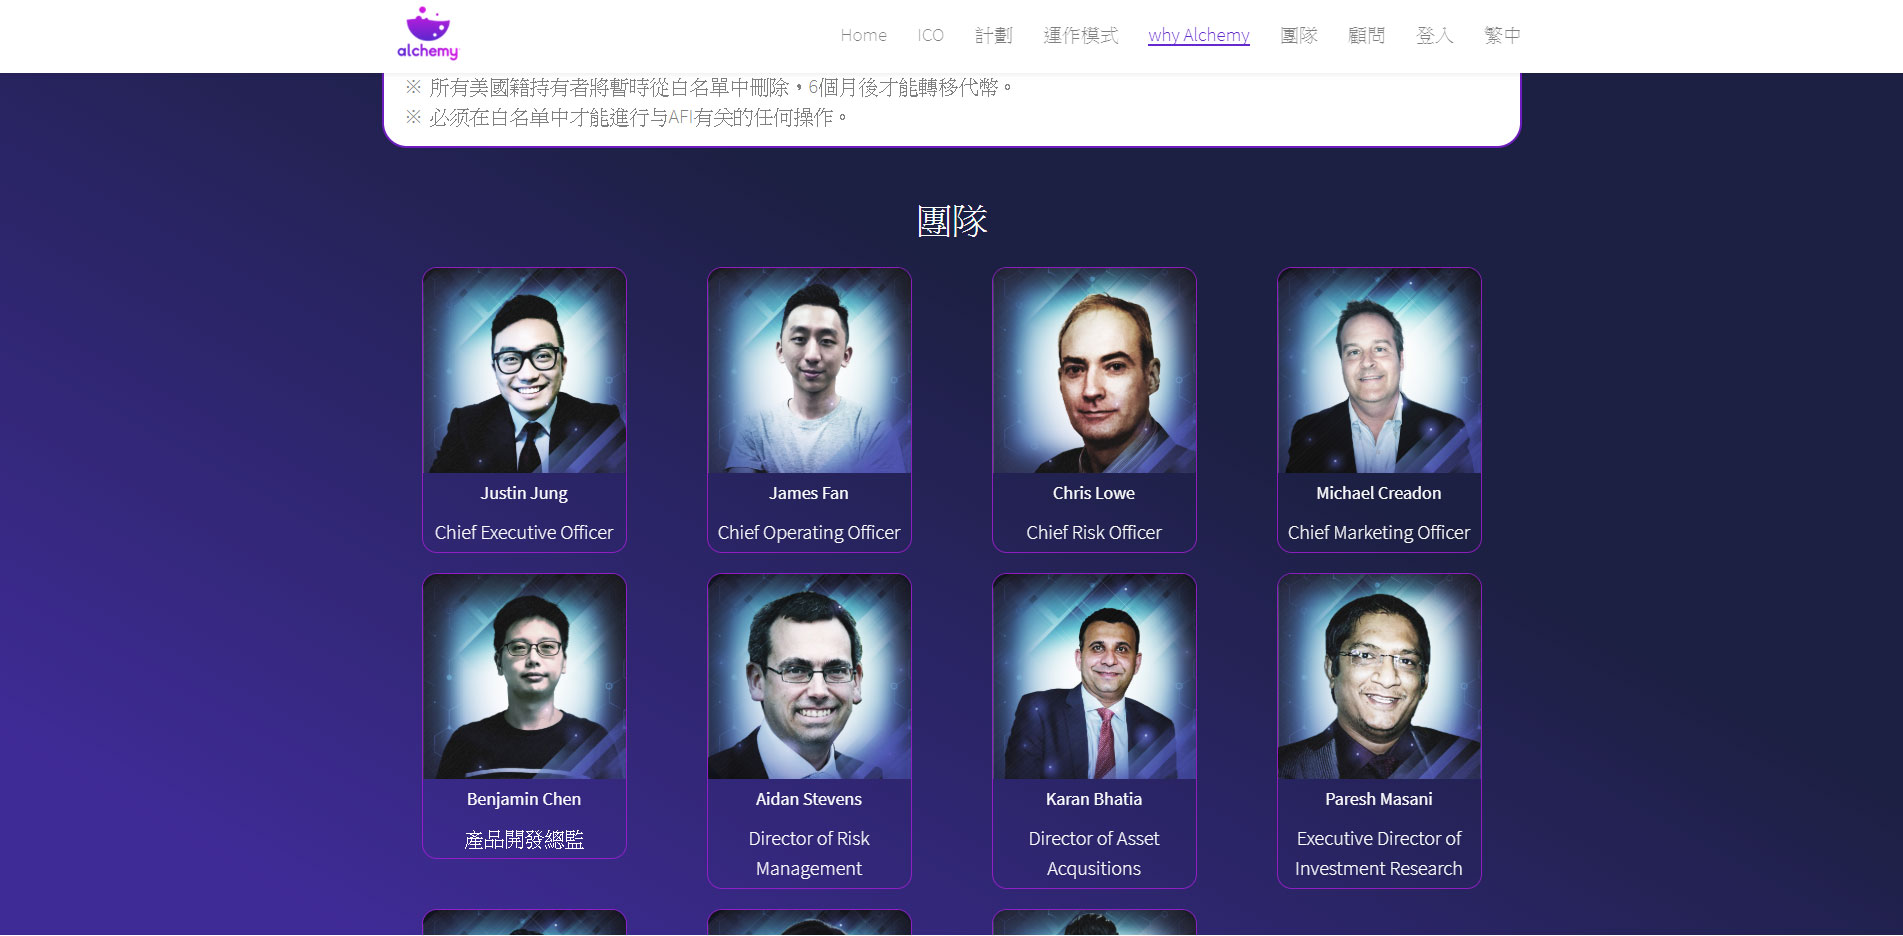 alchemy
Home ICO 計劃 運作模式 why Alchemy 團隊 顧問 登入 繁中
※ 所有美國籍持有者將暫時從白名單中刪除，6個月後才能轉移代幣。
※ 必须在白名单中才能進行与AFI有关的任何操作。
團隊
Justin Jung
Chief Executive Officer
James Fan
Chief Operating Officer
Chris Lowe
Chief Risk Officer
Michael Creadon
Chief Marketing Officer
Benjamin Chen
產品開發總監
Aidan Stevens
Director of Risk
Management
Karan Bhatia
Director of Asset
Acqusitions
Paresh Masani
Executive Director of
Investment Research